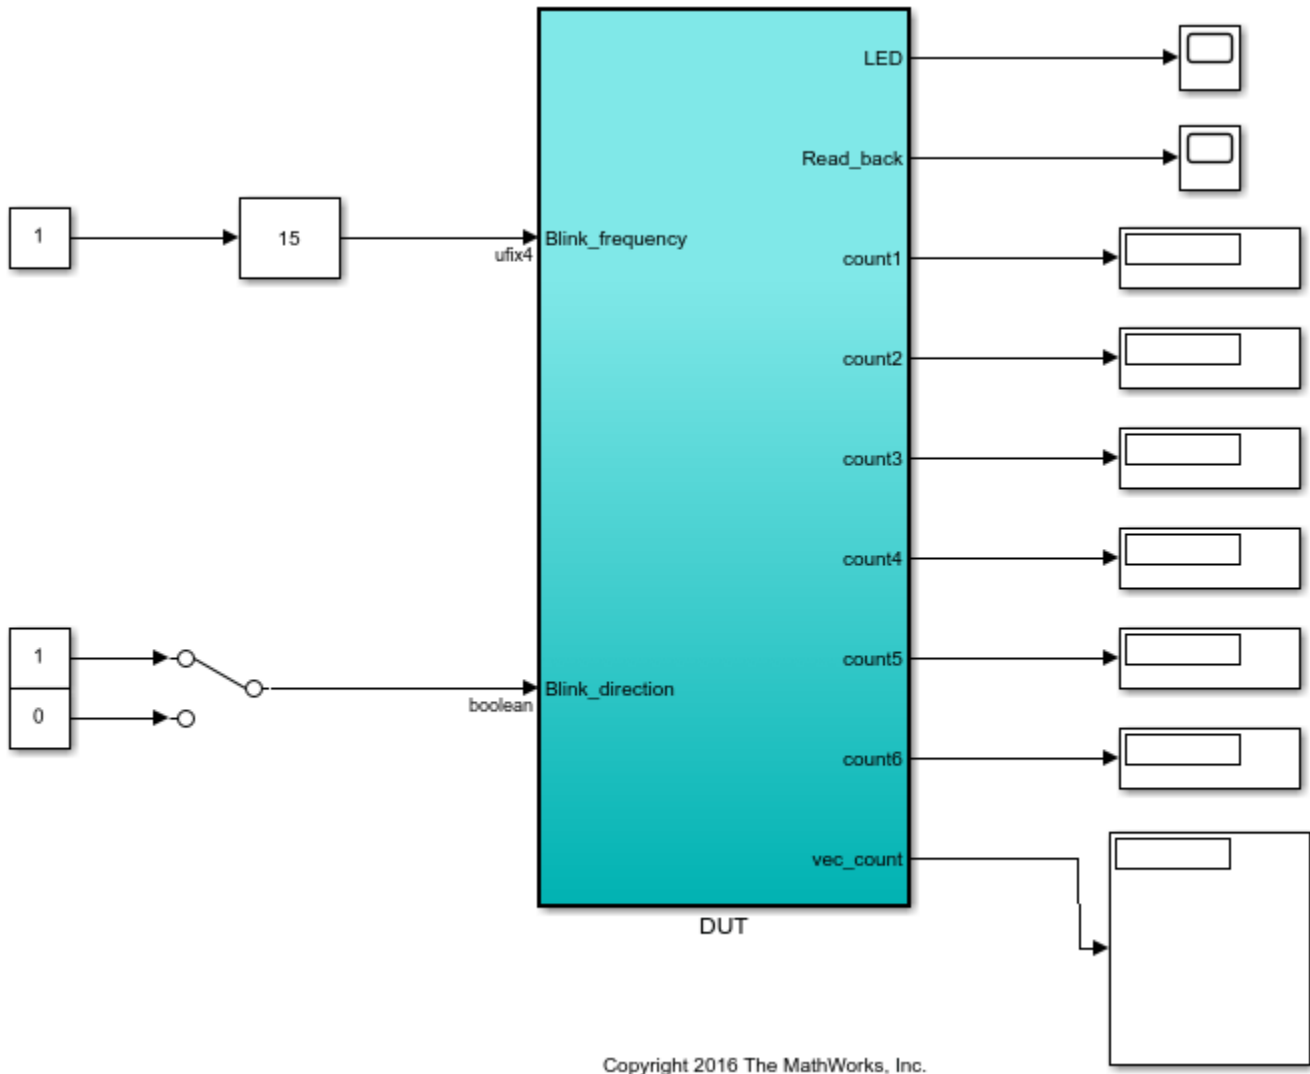 LED
Read_back
1
15
ufix4
Blink_frequency
count1
count2
count3
count4
count5
1
0
boolean
Blink_direction
count6
vec_count
DUT
Copyright 2016 The MathWorks, Inc.